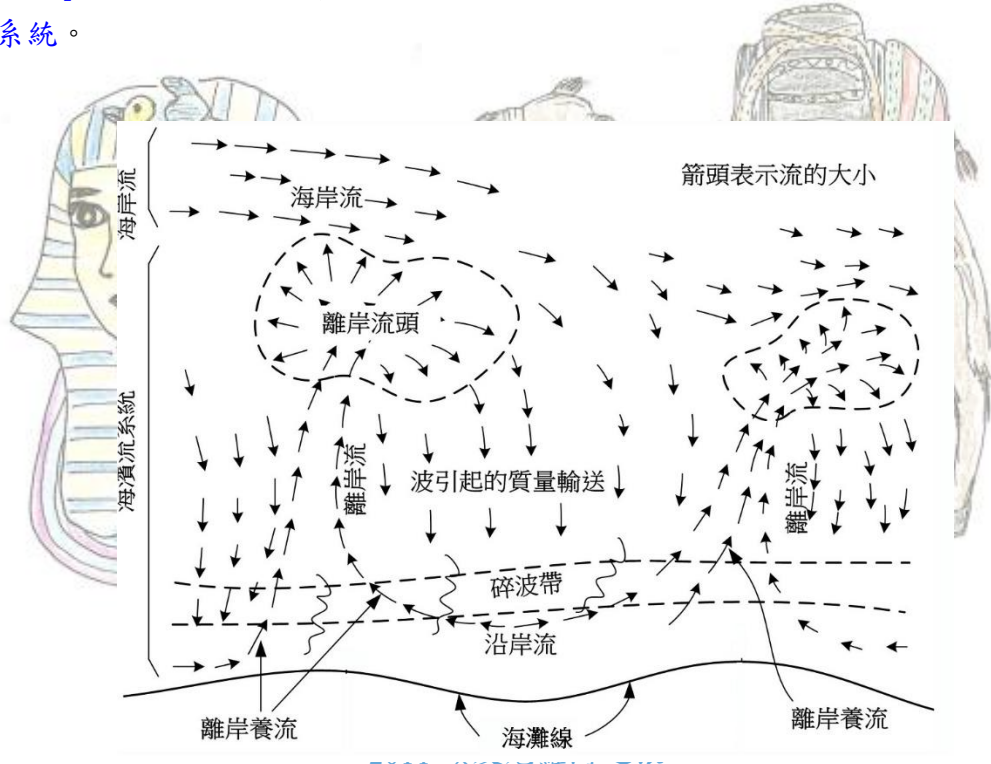 系統。
箭頭表示流的大小
海岸流
海岸流
離岸流頭
海濱流系統
離岸流
波引起的質量輸送
離岸流
碎波帶
沿岸流
離岸養流
海灘線
離岸養流